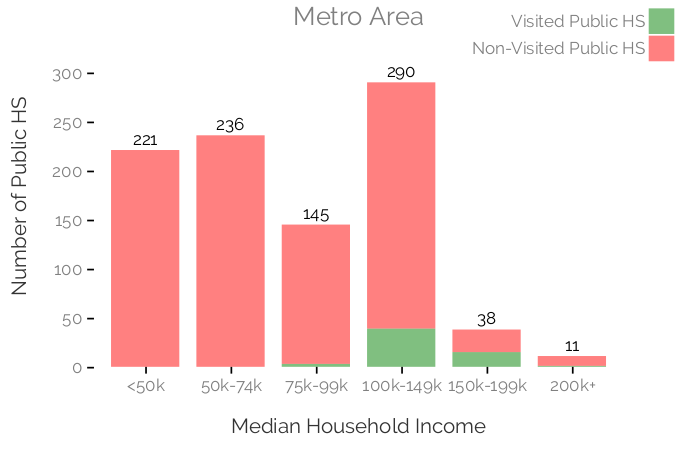 Metro Area
Visited Public HS
Non-Visited Public HS
Number of Public HS
300
250
200
150
100
50
0
221
236
145
290
38
11
<50k
50k-74k
75k-99k
100k-149k
150k-199k
200k+
Median Household Income